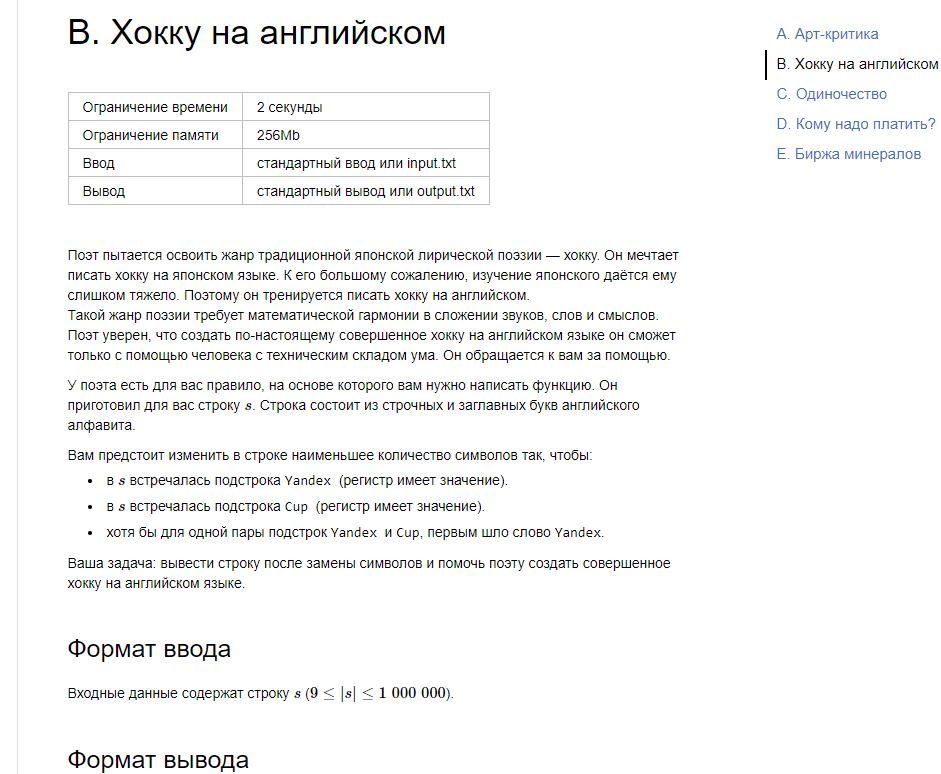 B. Хокку на английском
Ограничение времени 2 секунды
Ограничение памяти 256Mb
Ввод стандартный ввод или input.txt
Вывод стандартный вывод или output.txt
Поэт пытается освоить жанр традиционной японской лирической поэзии — хокку. Он мечтает
писать хокку на японском языке. К его большому сожалению, изучение японского даётся ему
слишком тяжело. Поэтому он тренируется писать хокку на английском.
Такой жанр поэзии требует математической гармонии в сложении звуков, слов и смыслов.
Поэт уверен, что создать по-настоящему совершенное хокку на английском языке он сможет
только с помощью человека с техническим складом ума. Он обращается к вам за помощью.
У поэта есть для вас правило, на основе которого вам нужно написать функцию. Он
приготовил для вас строку s. Строка состоит из строчных и заглавных букв английского
алфавита.
Вам предстоит изменить в строке наименьшее количество символов так, чтобы:
• в s встречалась подстрока Yandex (регистр имеет значение).
• в s встречалась подстрока Cup (регистр имеет значение).
• хотя бы для одной пары подстрок Yandex и Cup, первым шло слово Yandex.
Ваша задача: вывести строку после замены символов и помочь поэту создать совершенное
хокку на английском языке.
Формат ввода
Входные данные содержат строку s (9 ≤ |s| ≤ 1 000 000).
Формат вывода
A. Арт-критика
B. Хокку на английском
C. Одиночество
D. Кому надо платить?
E. Биржа минералов